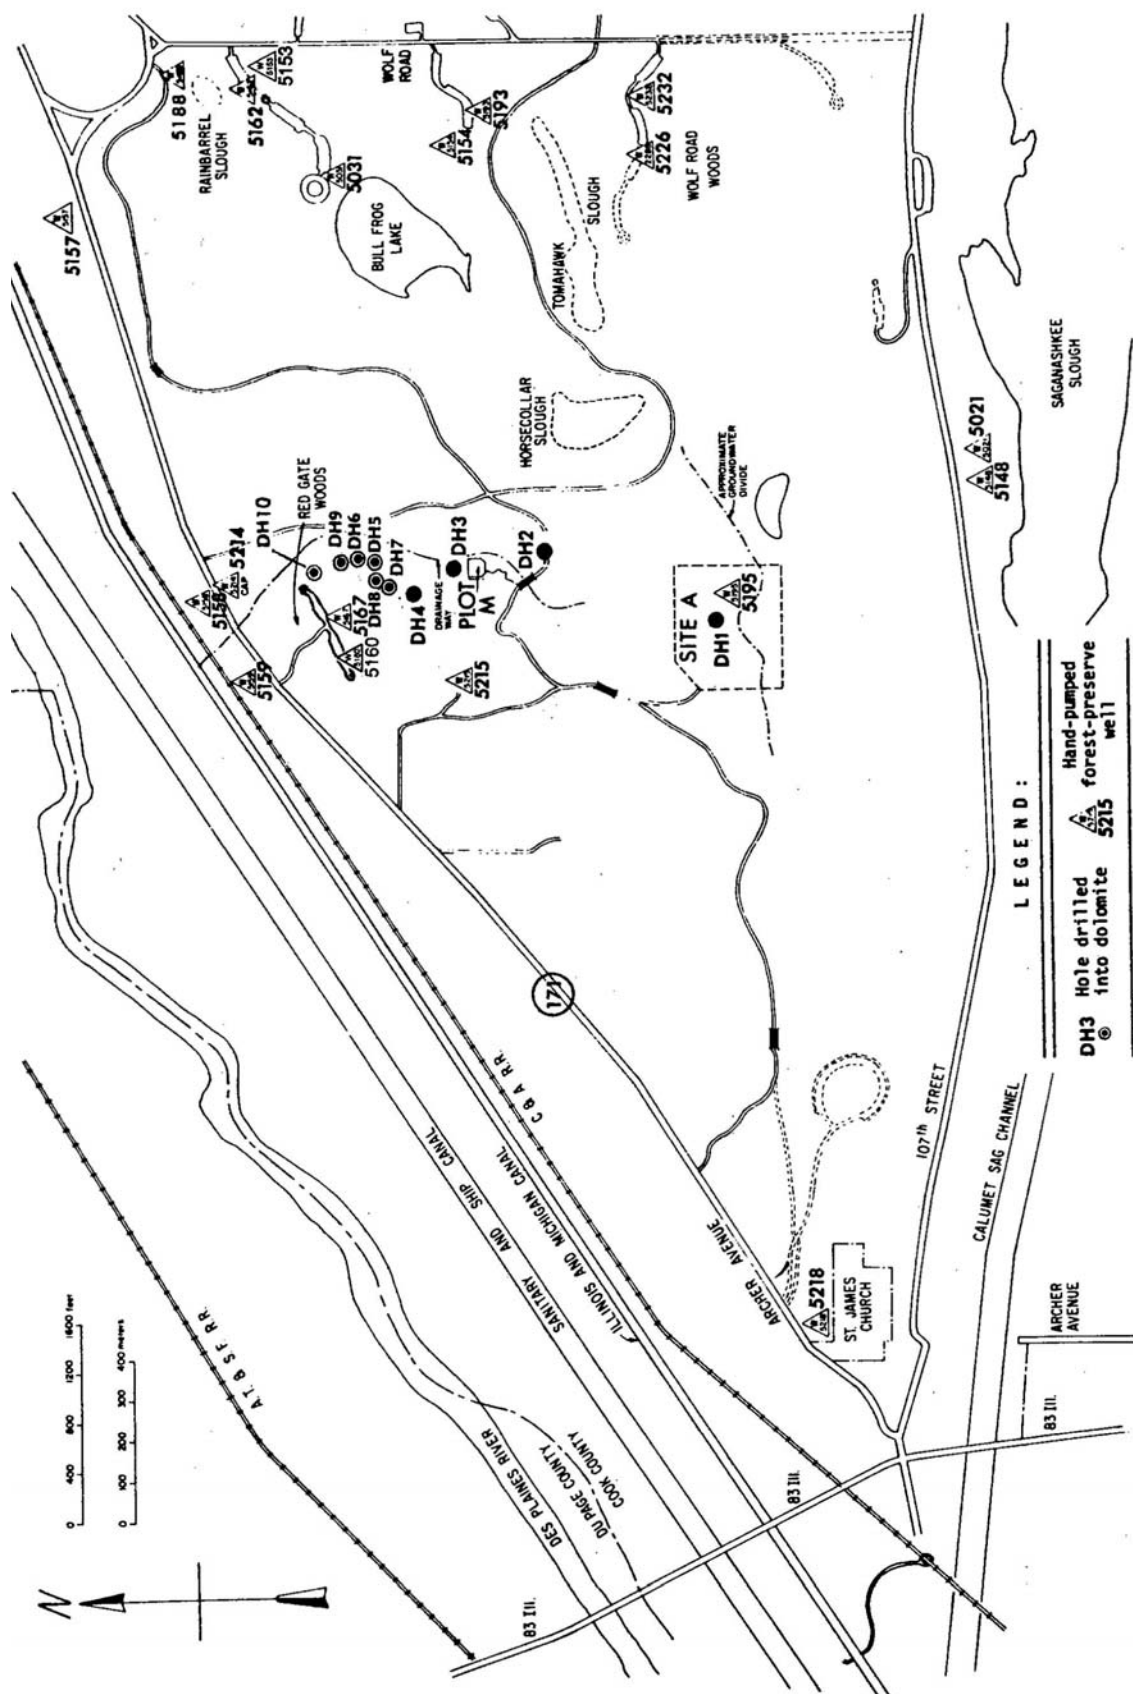 N
0 400 800 1200 1600 feet
0 100 200 300 400 meters
A.T. & S.F. R.R.
DES PLAINES RIVER
DU PAGE COUNTY
COOK COUNTY
SANITARY AND SHIP CANAL
ILLINOIS AND MICHIGAN CANAL
C & A R.R.
171
ARCHER AVENUE
83 Ill.
83 Ill.
83 Ill.
5218
ST. JAMES
CHURCH
107th STREET
CALUMET SAG CHANNEL
ARCHER
AVENUE
5157
5188
RAINBARREL
SLOUGH
5162
5153
5031
BULL FROG
LAKE
WOLF
ROAD
5154
5193
TOMAHAWK
SLOUGH
5232
5226
WOLF ROAD
WOODS
HORSECOLLAR
SLOUGH
RED GATE
WOODS
5158
5214
CAP
5159
DH10
DH9
DH6
DH5
DH7
DH8
DH4
5167
5160
DRAINAGE
WAY
DH3
PLOT
M
DH2
5215
APPROXIMATE
GROUNDWATER
DIVIDE
SITE A
DH1
5195
5021
5148
SAGANASHKEE
SLOUGH
LEGEND:
DH3 Hole drilled
into dolomite
5215 Hand-pumped
forest-preserve
well